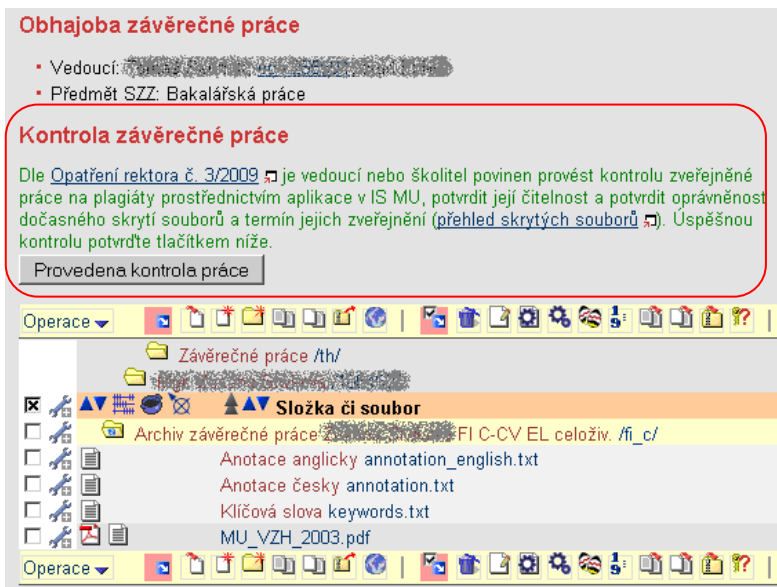 Obhajoba závěrečné práce
Vedoucí:
Předmět SZZ: Bakalářská práce
Kontrola závěrečné práce
Dle Opatření rektora č. 3/2009 je vedoucí nebo školitel povinen provést kontrolu zveřejněné
práce na plagiáty prostřednictvím aplikace v IS MU, potvrdit její čitelnost a potvrdit oprávněnost
dočasného skrytí souborů a termín jejich zveřejnění (přehled skrytých souborů). Úspěšnou
kontrolu potvrďte tlačítkem níže.
Provedena kontrola práce
Operace
Závěrečné práce /th/
Složka či soubor
Archiv závěrečné práce FI C-CV EL celoživ. /fi_c/
Anotace anglicky annotation_english.txt
Anotace česky annotation.txt
Klíčová slova keywords.txt
MU_VZH_2003.pdf
Operace